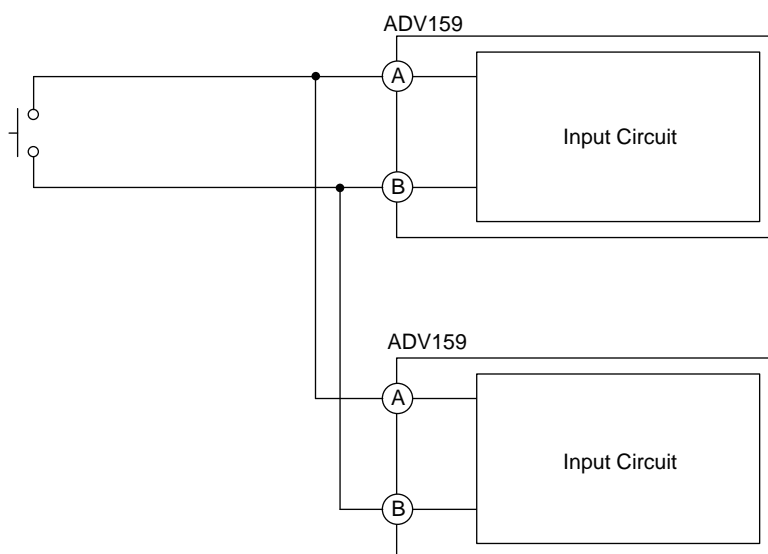 ADV159
A
Input Circuit
B
ADV159
A
Input Circuit
B